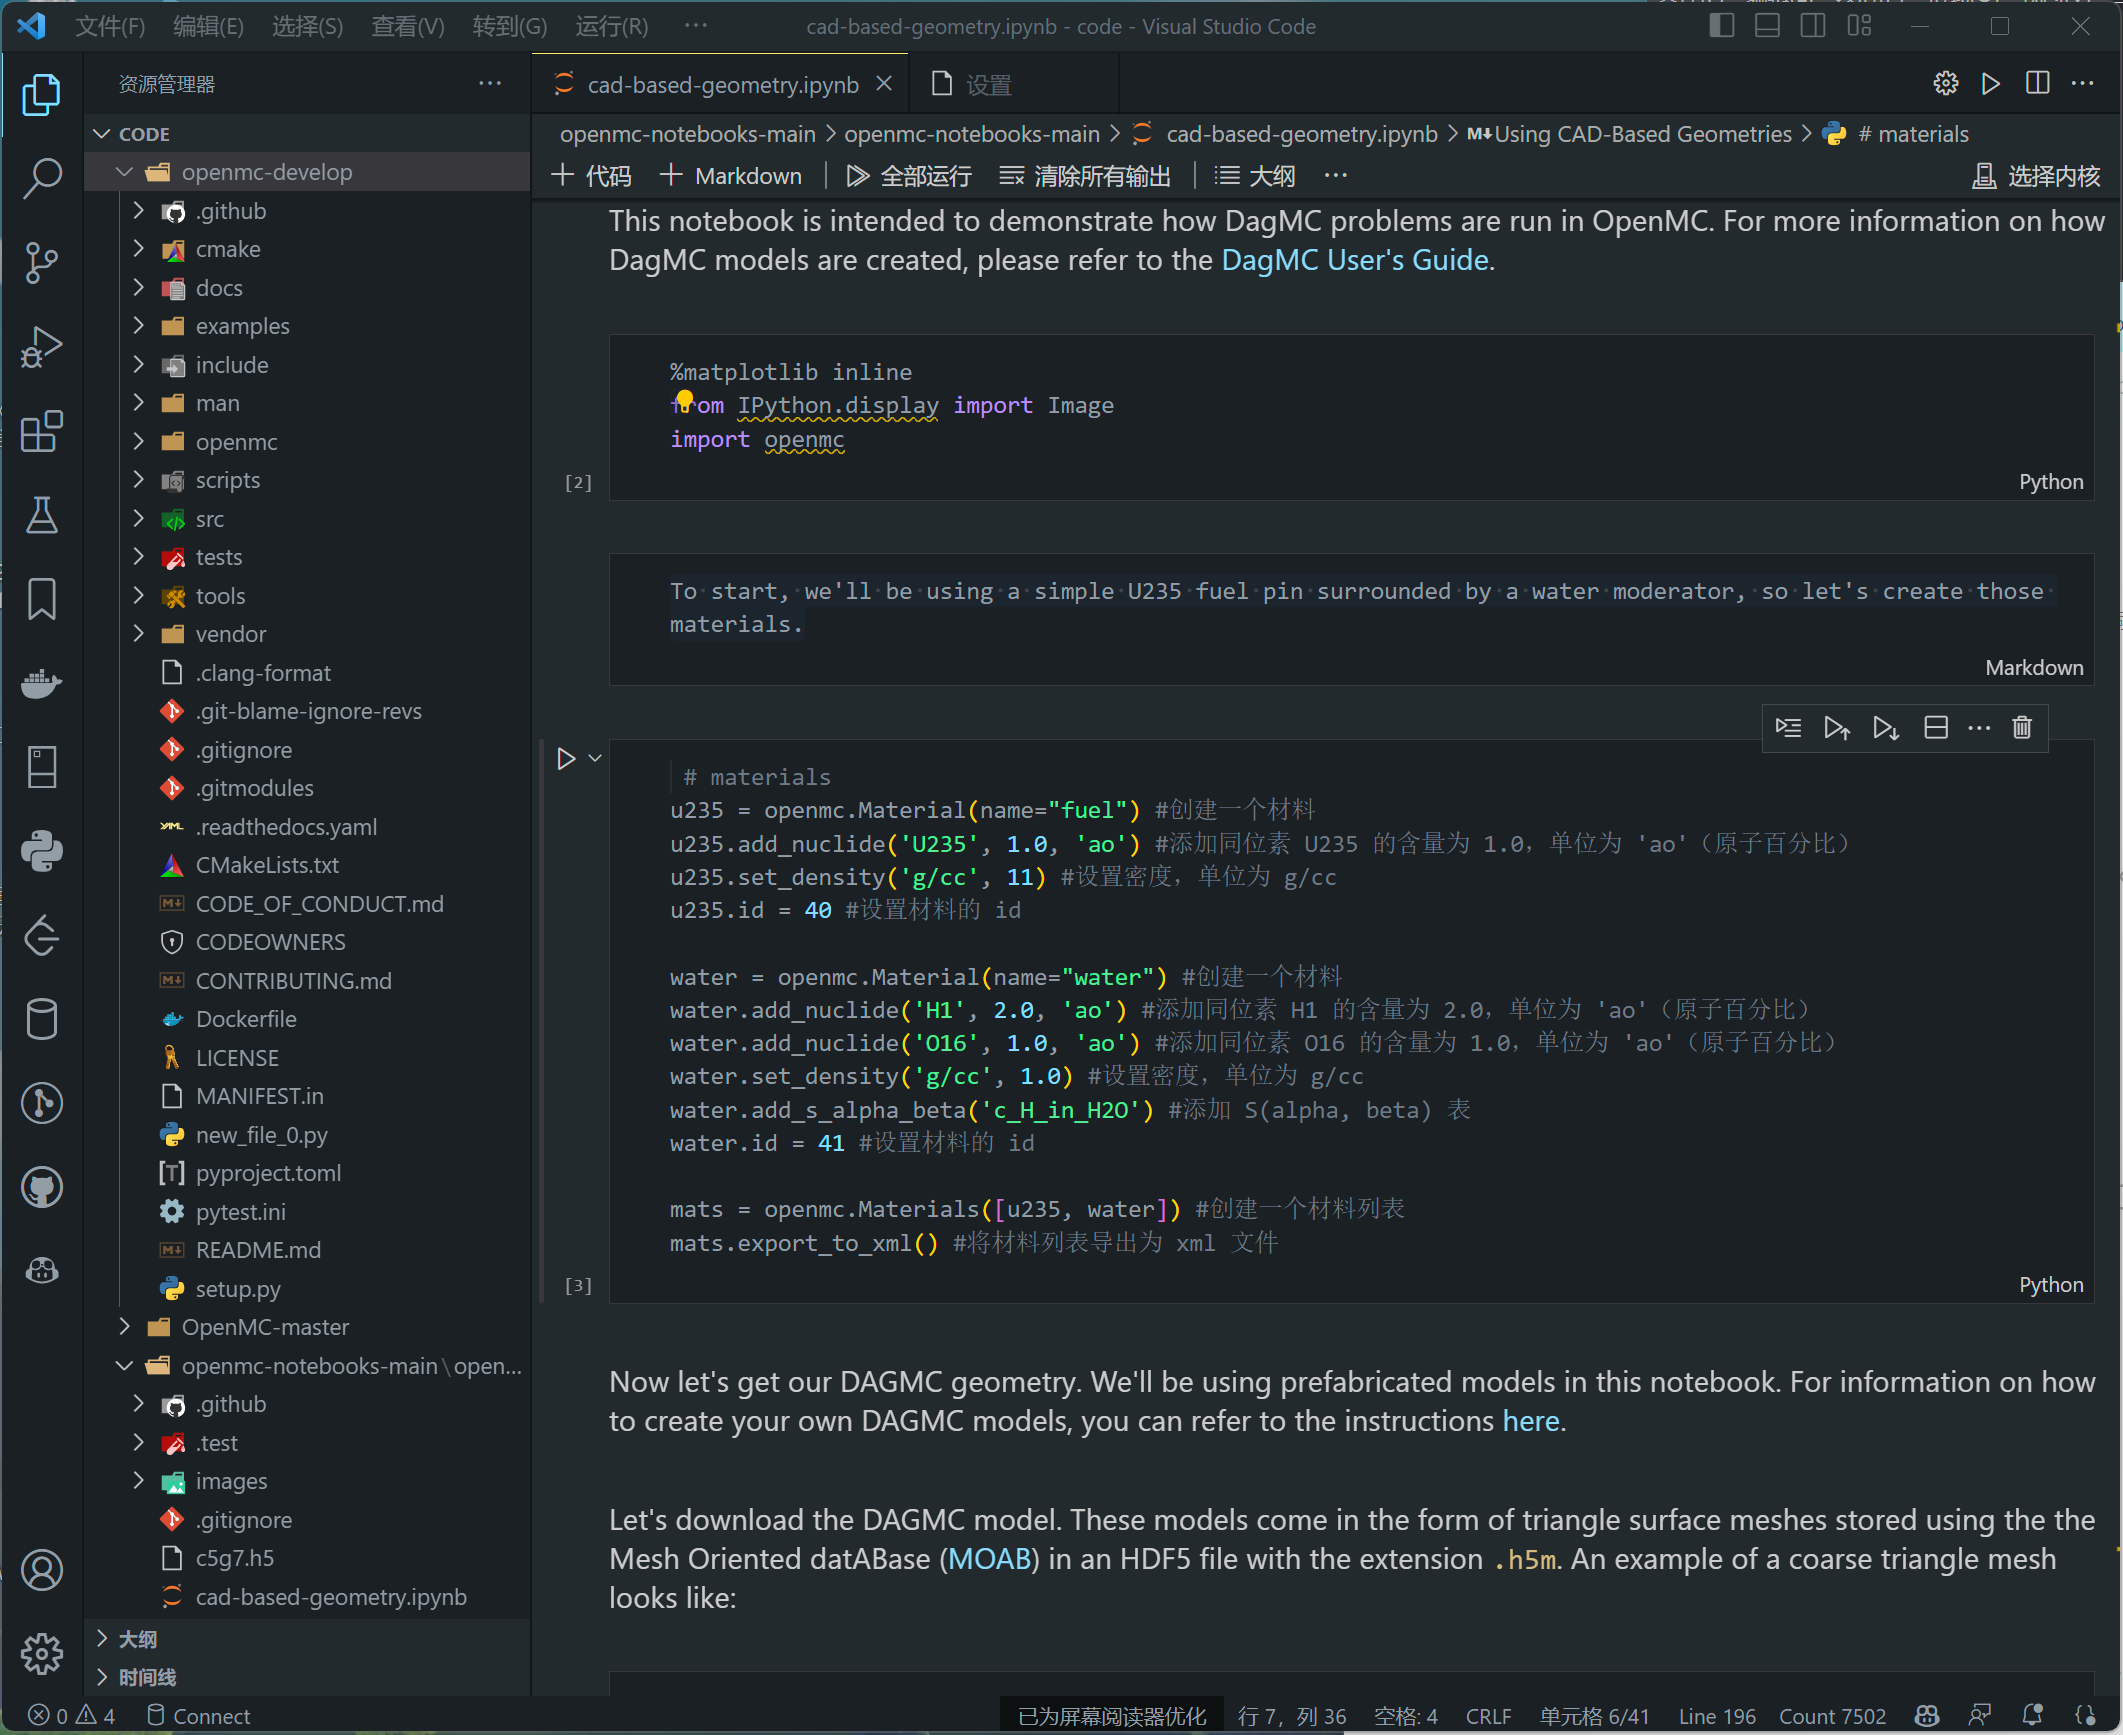 文件(F) 编辑(E) 选择(S) 查看(V) 转到(G) 运行(R) ··· cad-based-geometry.ipynb - code - Visual Studio Code
资源管理器 ···
CODE
openmc-develop
.github
cmake
docs
examples
include
man
openmc
scripts
src
tests
tools
vendor
.clang-format
.git-blame-ignore-revs
.gitignore
.gitmodules
.readthedocs.yaml
CMakeLists.txt
CODE_OF_CONDUCT.md
CODEOWNERS
CONTRIBUTING.md
Dockerfile
LICENSE
MANIFEST.in
new_file_0.py
pyproject.toml
pytest.ini
README.md
setup.py
OpenMC-master
openmc-notebooks-main\open...
.github
.test
images
.gitignore
c5g7.h5
cad-based-geometry.ipynb
大纲
时间线
cad-based-geometry.ipynb 设置
openmc-notebooks-main > openmc-notebooks-main > cad-based-geometry.ipynb > M↓Using CAD-Based Geometries > # materials
代码 Markdown 全部运行 清除所有输出 大纲 ··· 选择内核
This notebook is intended to demonstrate how DagMC problems are run in OpenMC. For more information on how
DagMC models are created, please refer to the DagMC User's Guide.
%matplotlib inline
from IPython.display import Image
import openmc
[2] Python
To start, we'll be using a simple U235 fuel pin surrounded by a water moderator, so let's create those
materials.
Markdown
# materials
u235 = openmc.Material(name="fuel") #创建一个材料
u235.add_nuclide('U235', 1.0, 'ao') #添加同位素 U235 的含量为 1.0，单位为 'ao'（原子百分比）
u235.set_density('g/cc', 11) #设置密度，单位为 g/cc
u235.id = 40 #设置材料的 id
water = openmc.Material(name="water") #创建一个材料
water.add_nuclide('H1', 2.0, 'ao') #添加同位素 H1 的含量为 2.0，单位为 'ao'（原子百分比）
water.add_nuclide('O16', 1.0, 'ao') #添加同位素 O16 的含量为 1.0，单位为 'ao'（原子百分比）
water.set_density('g/cc', 1.0) #设置密度，单位为 g/cc
water.add_s_alpha_beta('c_H_in_H2O') #添加 S(alpha, beta) 表
water.id = 41 #设置材料的 id
mats = openmc.Materials([u235, water]) #创建一个材料列表
mats.export_to_xml() #将材料列表导出为 xml 文件
[3] Python
Now let's get our DAGMC geometry. We'll be using prefabricated models in this notebook. For information on how
to create your own DAGMC models, you can refer to the instructions here.
Let's download the DAGMC model. These models come in the form of triangle surface meshes stored using the the
Mesh Oriented datABase (MOAB) in an HDF5 file with the extension .h5m. An example of a coarse triangle mesh
looks like:
0 4 Connect 已为屏幕阅读器优化 行 7，列 36 空格: 4 CRLF 单元格 6/41 Line 196 Count 7502